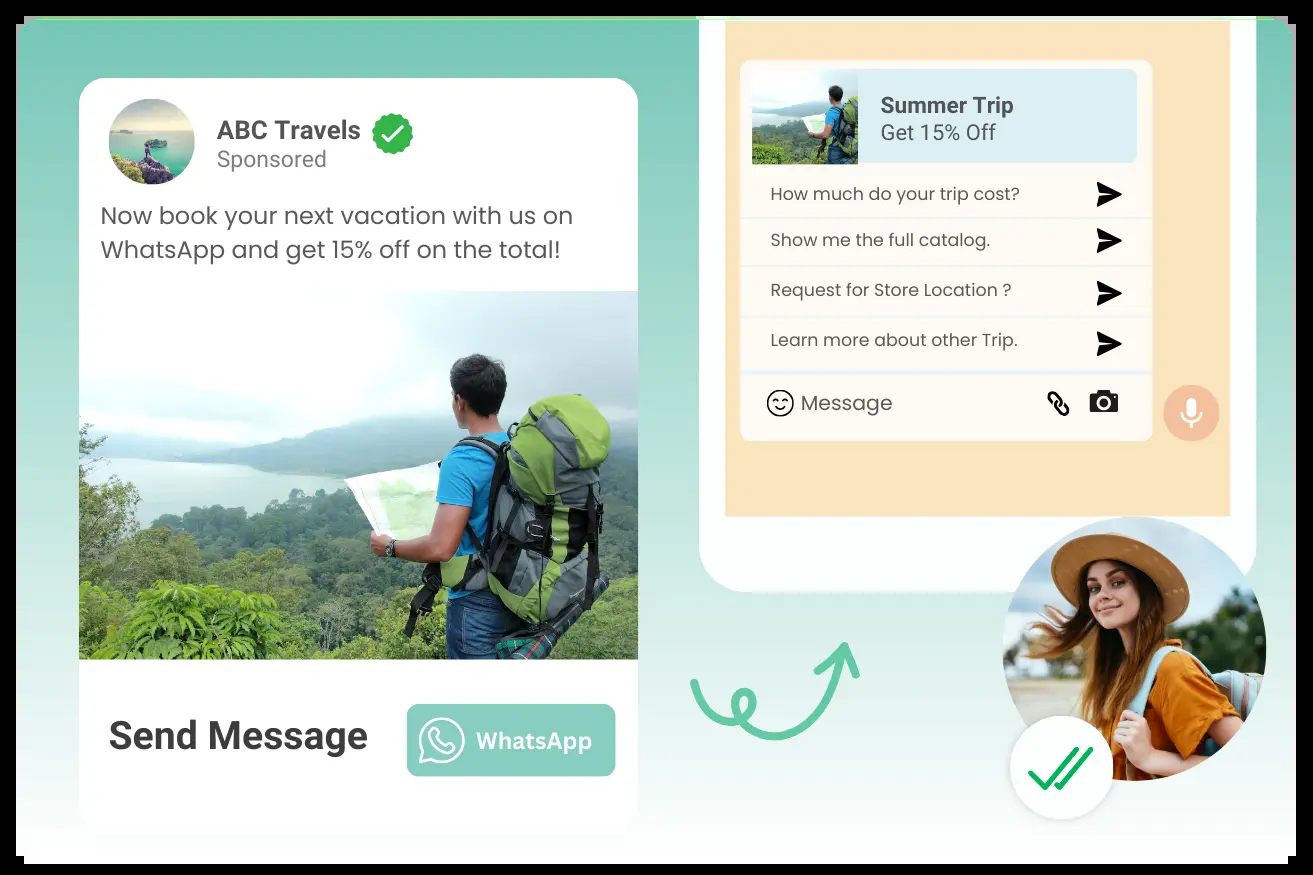 ABC Travels
Sponsored
Now book your next vacation with us on
WhatsApp and get 15% off on the total!
Send Message
WhatsApp
Summer Trip
Get 15% Off
How much do your trip cost?
Show me the full catalog.
Request for Store Location ?
Learn more about other Trip.
Message